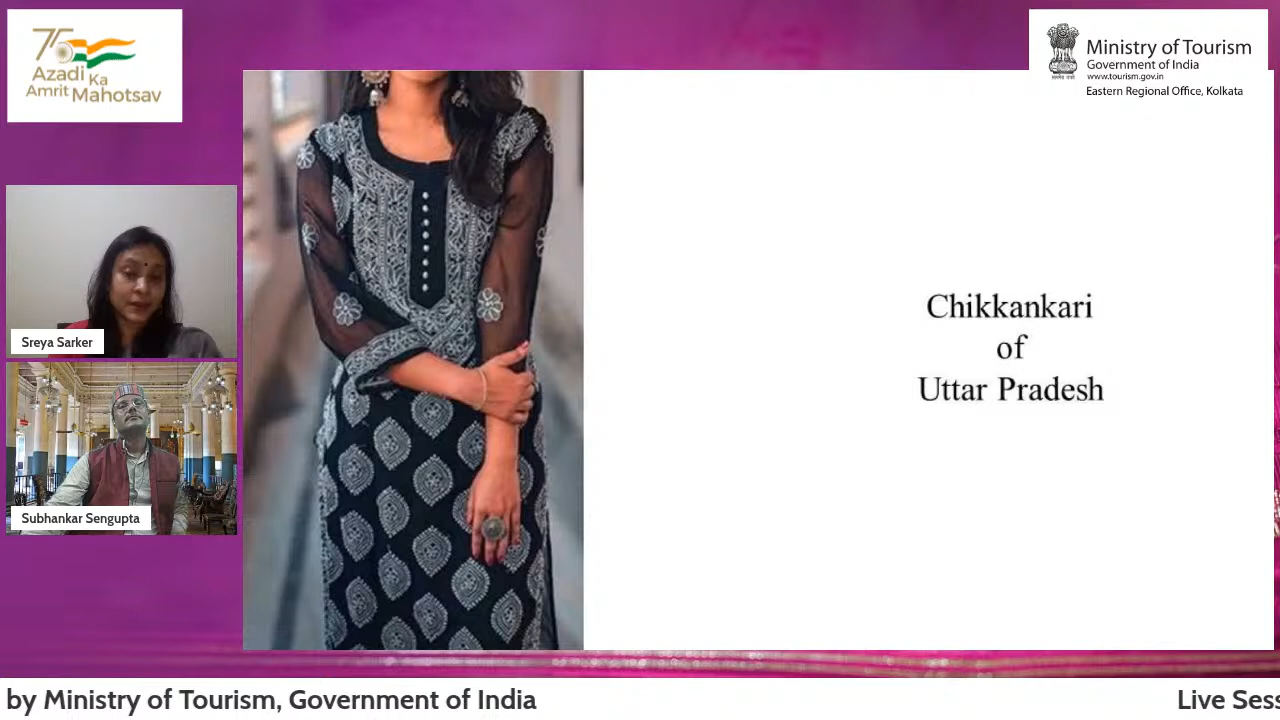 75
Azadi Ka
Amrit Mahotsav
Ministry of Tourism
Government of India
www.tourism.gov.in
Eastern Regional Office, Kolkata
Chikkankari
of
Uttar Pradesh
Sreya Sarker
Subhankar Sengupta
by Ministry of Tourism, Government of India
Live Sess